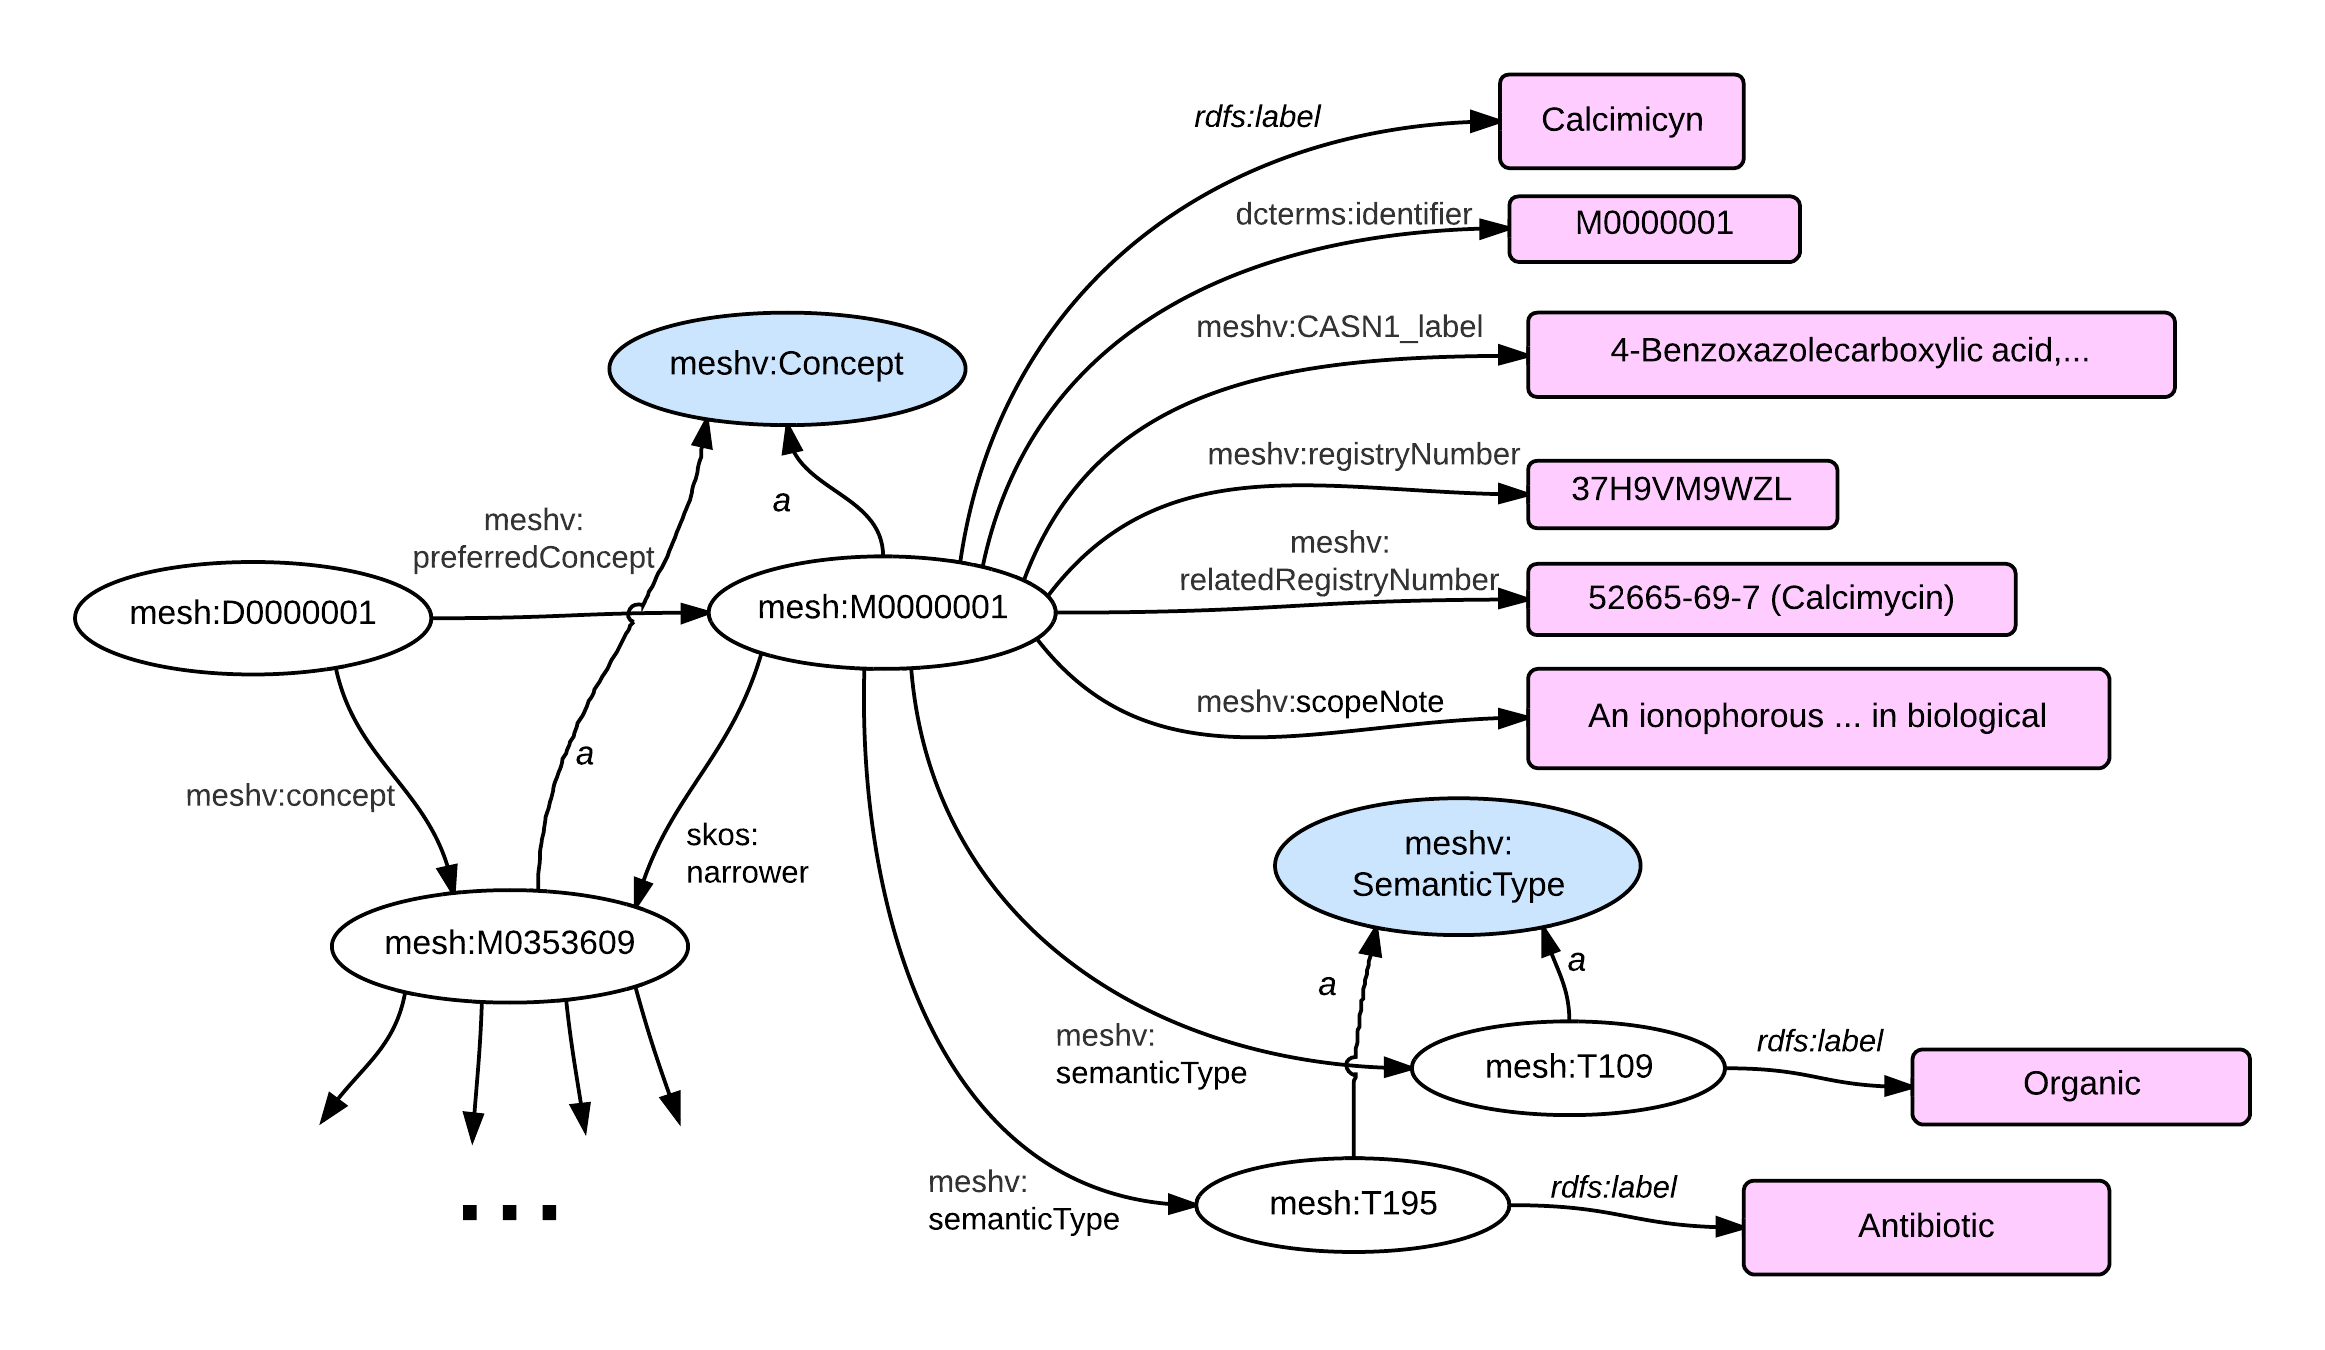 rdfs:label
Calcimicyn
dcterms:identifier
M0000001
meshv:CASN1_label
4-Benzoxazolecarboxylic acid,...
meshv:Concept
meshv:registryNumber
37H9VM9WZL
a
meshv:
preferredConcept
meshv:
relatedRegistryNumber
52665-69-7 (Calcimycin)
mesh:D0000001
mesh:M0000001
meshv:scopeNote
An ionophorous ... in biological
a
meshv:concept
skos:
narrower
meshv:
SemanticType
mesh:M0353609
a
a
meshv:
semanticType
mesh:T109
rdfs:label
Organic
meshv:
semanticType
mesh:T195
rdfs:label
Antibiotic
...